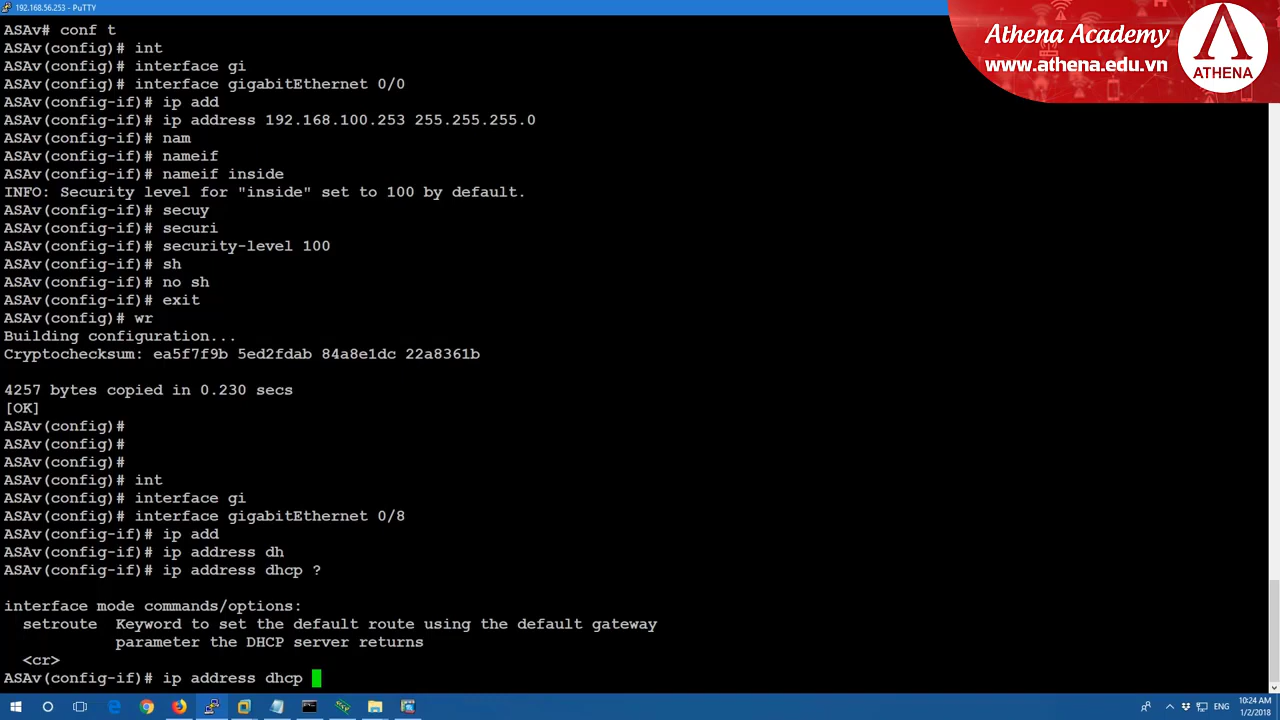 192.168.56.253 - PuTTY
ASAv# conf t
ASAv(config)# int
ASAv(config)# interface gi
ASAv(config)# interface gigabitEthernet 0/0
ASAv(config-if)# ip add
ASAv(config-if)# ip address 192.168.100.253 255.255.255.0
ASAv(config-if)# nam
ASAv(config-if)# nameif
ASAv(config-if)# nameif inside
INFO: Security level for "inside" set to 100 by default.
ASAv(config-if)# secuy
ASAv(config-if)# securi
ASAv(config-if)# security-level 100
ASAv(config-if)# sh
ASAv(config-if)# no sh
ASAv(config-if)# exit
ASAv(config)# wr
Building configuration...
Cryptochecksum: ea5f7f9b 5ed2fdab 84a8e1dc 22a8361b
4257 bytes copied in 0.230 secs
[OK]
ASAv(config)#
ASAv(config)#
ASAv(config)#
ASAv(config)# int
ASAv(config)# interface gi
ASAv(config)# interface gigabitEthernet 0/8
ASAv(config-if)# ip add
ASAv(config-if)# ip address dh
ASAv(config-if)# ip address dhcp ?
interface mode commands/options:
setroute  Keyword to set the default route using the default gateway
parameter the DHCP server returns
<cr>
ASAv(config-if)# ip address dhcp
Athena Academy
www.athena.edu.vn
ATHENA
ENG
10:24 AM
1/2/2018